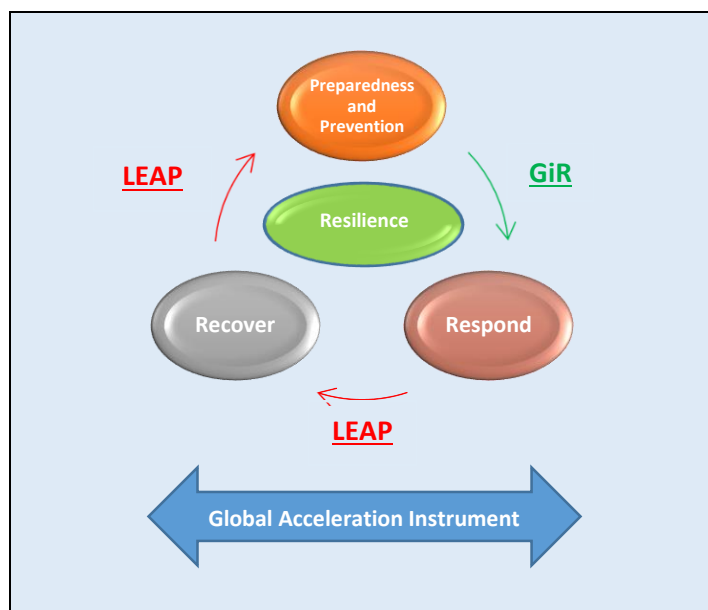 Preparedness
and
Prevention
LEAP
GiR
Resilience
Recover
Respond
LEAP
Global Acceleration Instrument